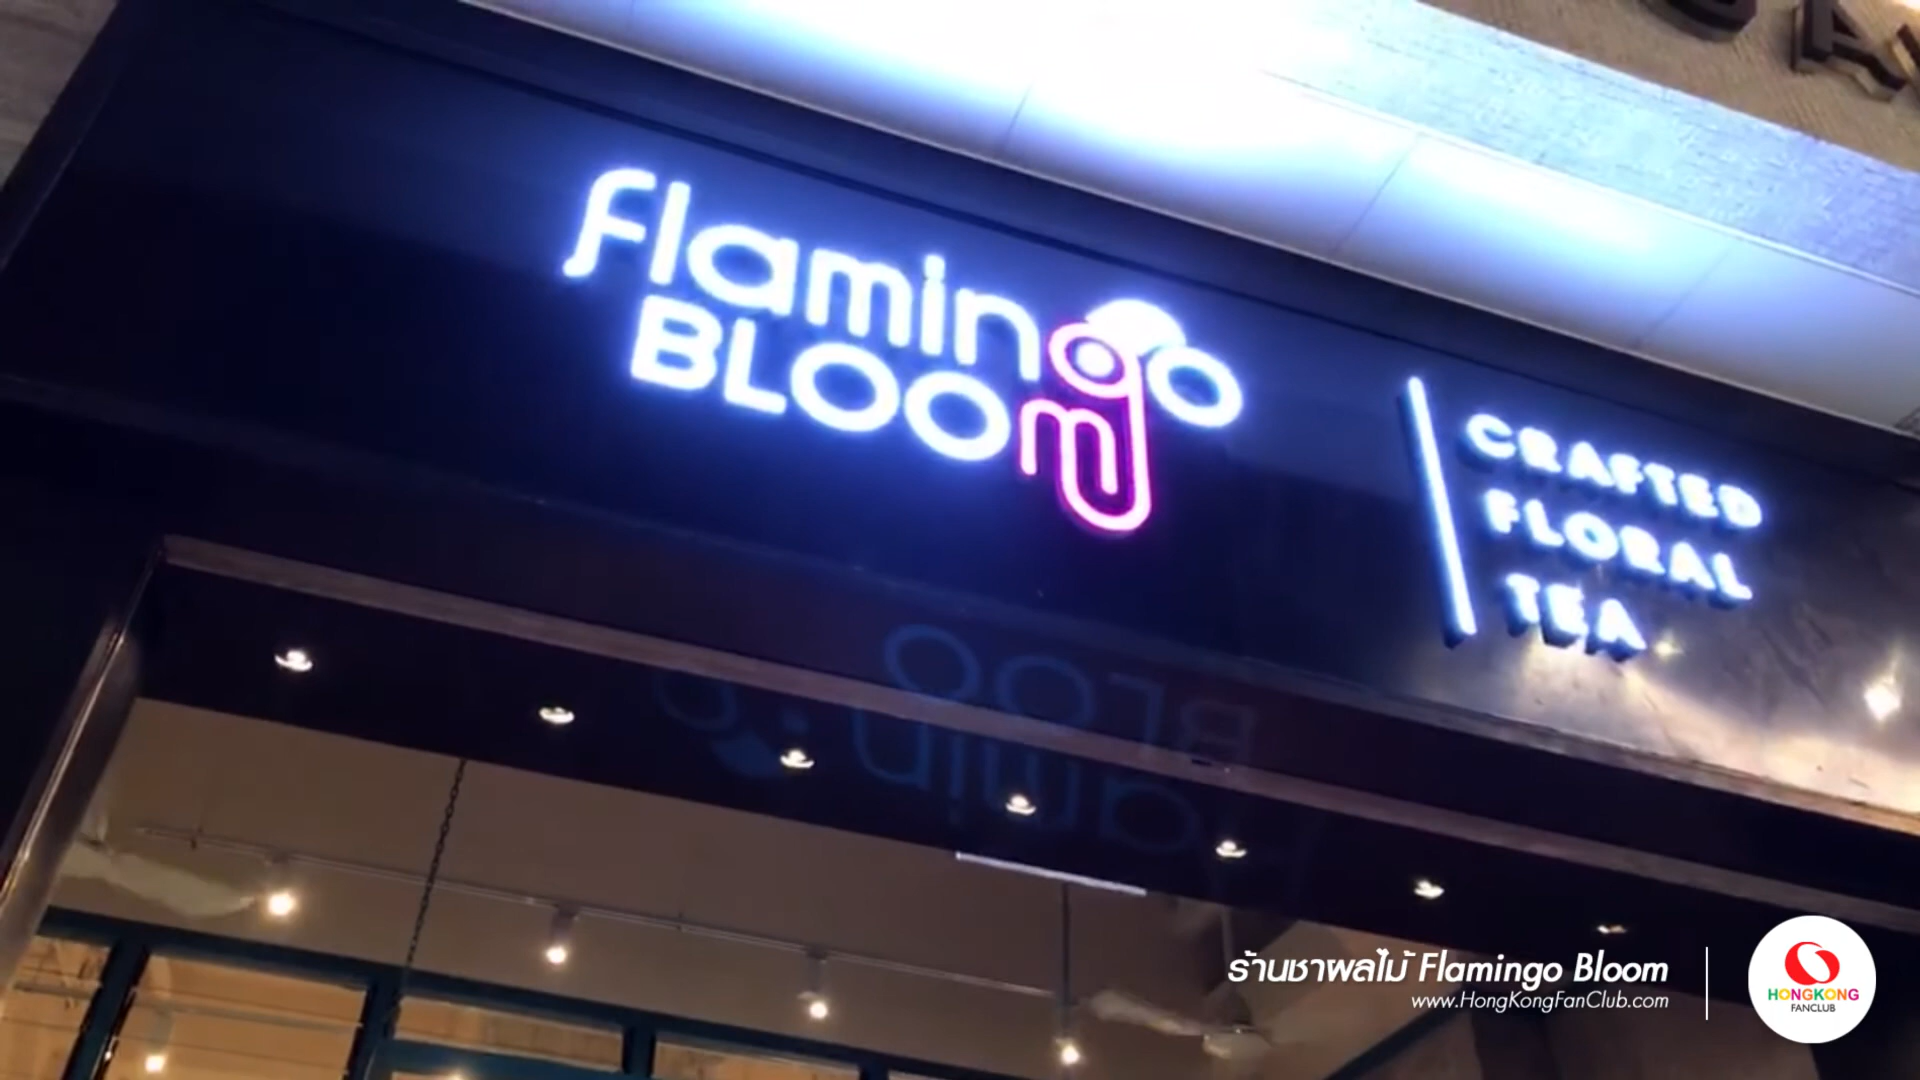 flamingo
BLOOM
CRAFTED
FLORAL
TEA
ร้านชาผลไม้ Flamingo Bloom
www.HongKongFanClub.com
HONGKONG
FANCLUB